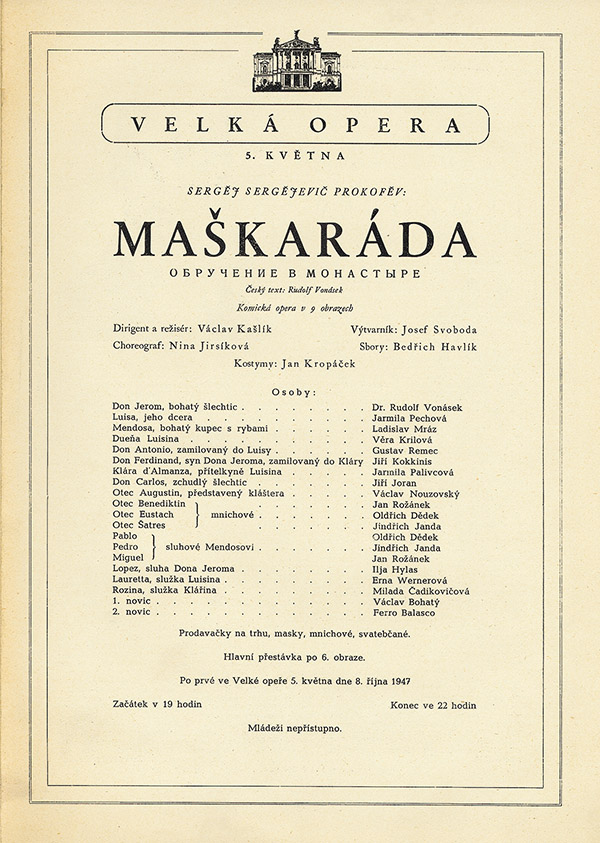 VELKÁ OPERA
5. KVĚTNA
SERGĚJ SERGĚJEVIČ PROKOFĚV:
MAŠKARÁDA
ОБРУЧЕНИЕ В МОНАСТЫРЕ
Český text: Rudolf Vonásek
Komická opera v 9 obrazech
Dirigent a režisér: Václav Kašlík Výtvarník: Josef Svoboda
Choreograf: Nina Jirsíková Sbory: Bedřich Havlík
Kostymy: Jan Kropáček
Osoby:
Don Jerom, bohatý šlechtic . . . . . . . . Dr. Rudolf Vonásek
Luisa, jeho dcera . . . . . . . . . Jarmila Pechová
Mendosa, bohatý kupec s rybami . . . . . . Ladislav Mráz
Dueňa Luisina . . . . . . . . . . Věra Krilová
Don Antonio, zamilovaný do Luisy . . . . . . Gustav Remec
Don Ferdinand, syn Dona Jeroma, zamilovaný do Kláry Jiří Kokkinis
Klára d'Almanza, přítelkyně Luisina . . . . . Jarmila Palivcová
Don Carlos, zchudlý šlechtic . . . . . . . Jiří Joran
Otec Augustin, představený kláštera . . . . . Václav Nouzovský
Otec Benediktin Jan Rožánek
Otec Eustach } mnichové . . . . . . . Oldřich Dědek
Otec Šatres Jindřich Janda
Pablo Oldřich Dědek
Pedro } sluhové Mendosovi . . . . . . . Jindřich Janda
Miguel Jan Rožánek
Lopez, sluha Dona Jeroma . . . . . . . . Ilja Hylas
Lauretta, služka Luisina . . . . . . . . Erna Wernerová
Rozina, služka Klářina . . . . . . . . . Milada Čadikovičová
1. novic . . . . . . . . . . . . Václav Bohatý
2. novic . . . . . . . . . . . . Ferro Balasco
Prodavačky na trhu, masky, mnichové, svatebčané.
Hlavní přestávka po 6. obraze.
Po prvé ve Velké opeře 5. května dne 8. října 1947
Začátek v 19 hodin Konec ve 22 hodin
Mládeži nepřístupno.